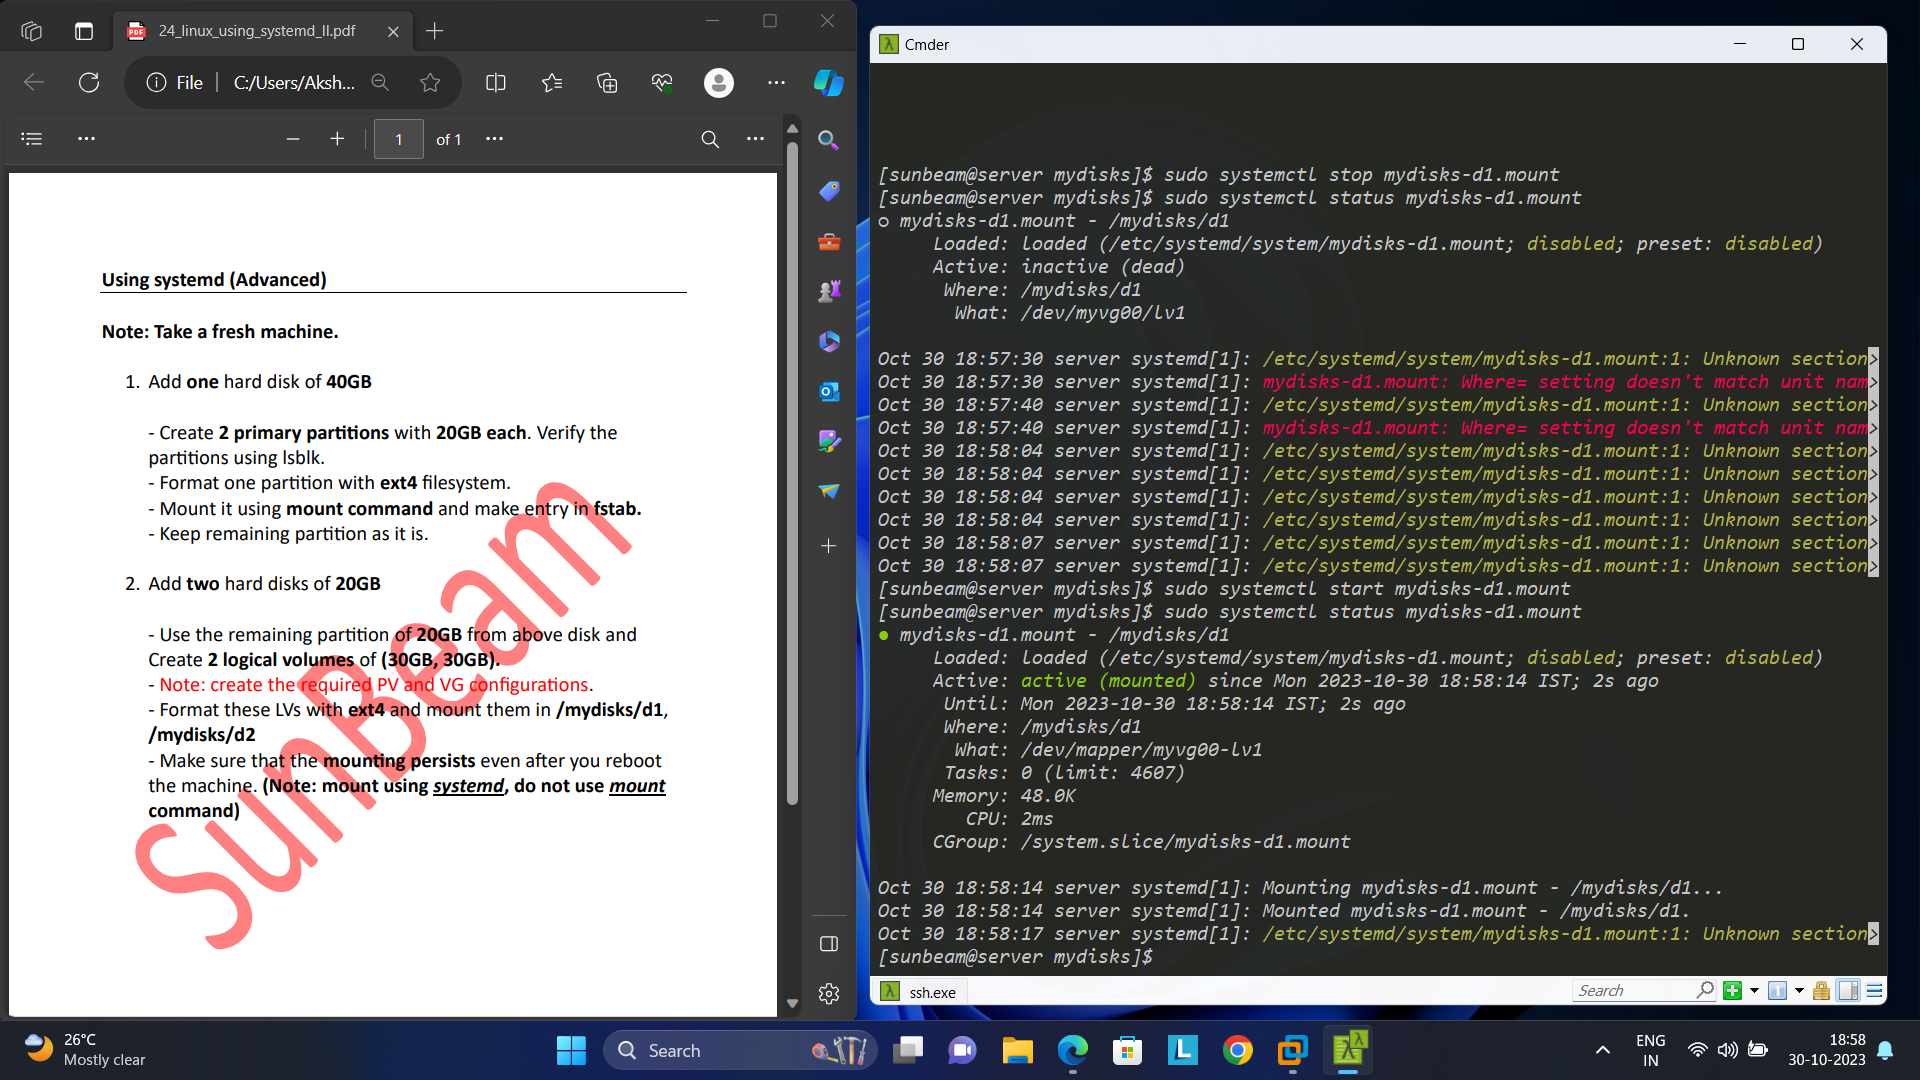 24_linux_using_systemd_II.pdf
File
C:/Users/Aksh...
1 of 1
Using systemd (Advanced)
Note: Take a fresh machine.
1. Add one hard disk of 40GB
- Create 2 primary partitions with 20GB each. Verify the
partitions using lsblk.
- Format one partition with ext4 filesystem.
- Mount it using mount command and make entry in fstab.
- Keep remaining partition as it is.
2. Add two hard disks of 20GB
- Use the remaining partition of 20GB from above disk and
Create 2 logical volumes of (30GB, 30GB).
- Note: create the required PV and VG configurations.
- Format these LVs with ext4 and mount them in /mydisks/d1,
/mydisks/d2
- Make sure that the mounting persists even after you reboot
the machine. (Note: mount using systemd, do not use mount
command)
SunBeam
Cmder
[sunbeam@server mydisks]$ sudo systemctl stop mydisks-d1.mount
[sunbeam@server mydisks]$ sudo systemctl status mydisks-d1.mount
○ mydisks-d1.mount - /mydisks/d1
Loaded: loaded (/etc/systemd/system/mydisks-d1.mount; disabled; preset: disabled)
Active: inactive (dead)
Where: /mydisks/d1
What: /dev/myvg00/lv1
Oct 30 18:57:30 server systemd[1]: /etc/systemd/system/mydisks-d1.mount:1: Unknown section>
Oct 30 18:57:30 server systemd[1]: mydisks-d1.mount: Where= setting doesn't match unit nam>
Oct 30 18:57:40 server systemd[1]: /etc/systemd/system/mydisks-d1.mount:1: Unknown section>
Oct 30 18:57:40 server systemd[1]: mydisks-d1.mount: Where= setting doesn't match unit nam>
Oct 30 18:58:04 server systemd[1]: /etc/systemd/system/mydisks-d1.mount:1: Unknown section>
Oct 30 18:58:04 server systemd[1]: /etc/systemd/system/mydisks-d1.mount:1: Unknown section>
Oct 30 18:58:04 server systemd[1]: /etc/systemd/system/mydisks-d1.mount:1: Unknown section>
Oct 30 18:58:04 server systemd[1]: /etc/systemd/system/mydisks-d1.mount:1: Unknown section>
Oct 30 18:58:07 server systemd[1]: /etc/systemd/system/mydisks-d1.mount:1: Unknown section>
Oct 30 18:58:07 server systemd[1]: /etc/systemd/system/mydisks-d1.mount:1: Unknown section>
[sunbeam@server mydisks]$ sudo systemctl start mydisks-d1.mount
[sunbeam@server mydisks]$ sudo systemctl status mydisks-d1.mount
● mydisks-d1.mount - /mydisks/d1
Loaded: loaded (/etc/systemd/system/mydisks-d1.mount; disabled; preset: disabled)
Active: active (mounted) since Mon 2023-10-30 18:58:14 IST; 2s ago
Until: Mon 2023-10-30 18:58:14 IST; 2s ago
Where: /mydisks/d1
What: /dev/mapper/myvg00-lv1
Tasks: 0 (limit: 4607)
Memory: 48.0K
CPU: 2ms
CGroup: /system.slice/mydisks-d1.mount
Oct 30 18:58:14 server systemd[1]: Mounting mydisks-d1.mount - /mydisks/d1...
Oct 30 18:58:14 server systemd[1]: Mounted mydisks-d1.mount - /mydisks/d1.
Oct 30 18:58:17 server systemd[1]: /etc/systemd/system/mydisks-d1.mount:1: Unknown section>
[sunbeam@server mydisks]$
ssh.exe
Search
26°C
Mostly clear
Search
ENG
IN
18:58
30-10-2023